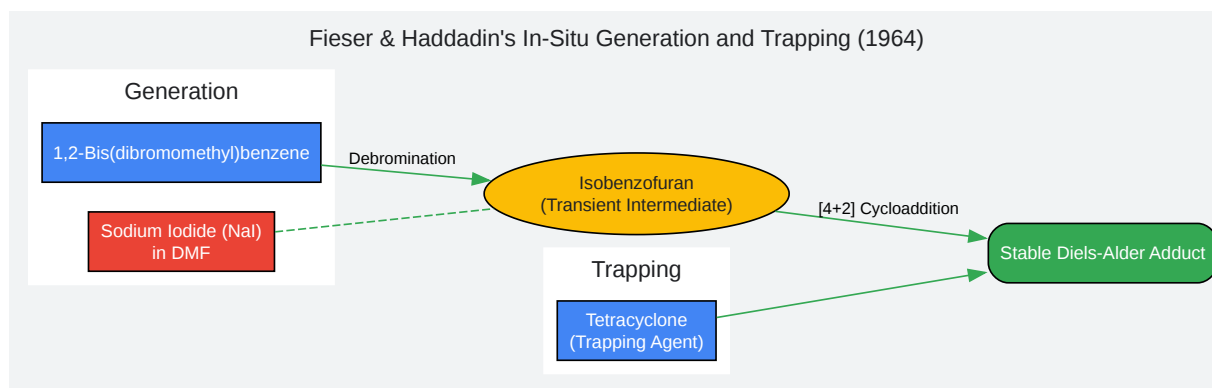 Fieser & Haddadin's In-Situ Generation and Trapping (1964)
Generation
1,2-Bis(dibromomethyl)benzene
Debromination
Sodium Iodide (NaI)
in DMF
Isobenzofuran
(Transient Intermediate)
[4+2] Cycloaddition
Stable Diels-Alder Adduct
Trapping
Tetracyclone
(Trapping Agent)